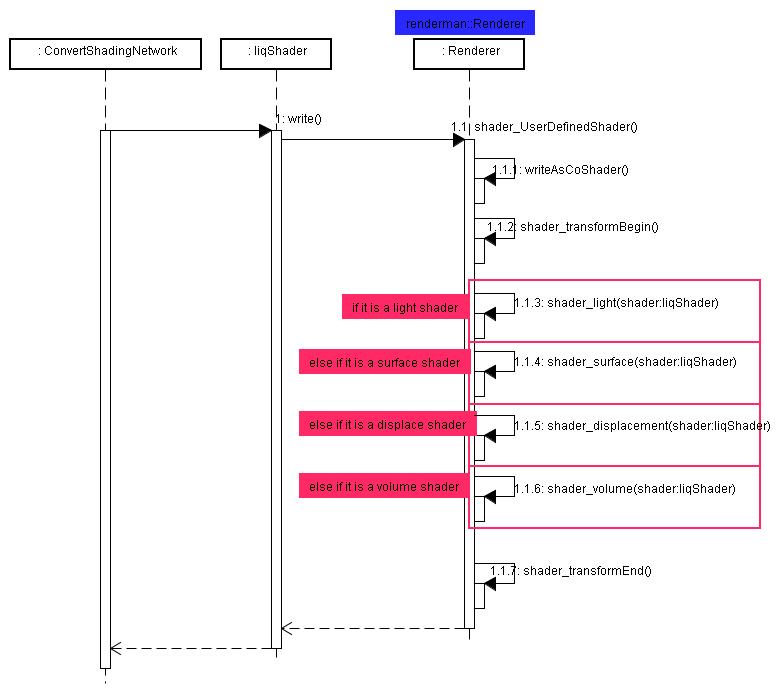 renderman::Renderer
: ConvertShadingNetwork
: liqShader
: Renderer
1: write()
1.1: shader_UserDefinedShader()
1.1.1: writeAsCoShader()
1.1.2: shader_transformBegin()
if it is a light shader
1.1.3: shader_light(shader:liqShader)
else if it is a surface shader
1.1.4: shader_surface(shader:liqShader)
else if it is a displace shader
1.1.5: shader_displacement(shader:liqShader)
else if it is a volume shader
1.1.6: shader_volume(shader:liqShader)
1.1.7: shader_transformEnd()